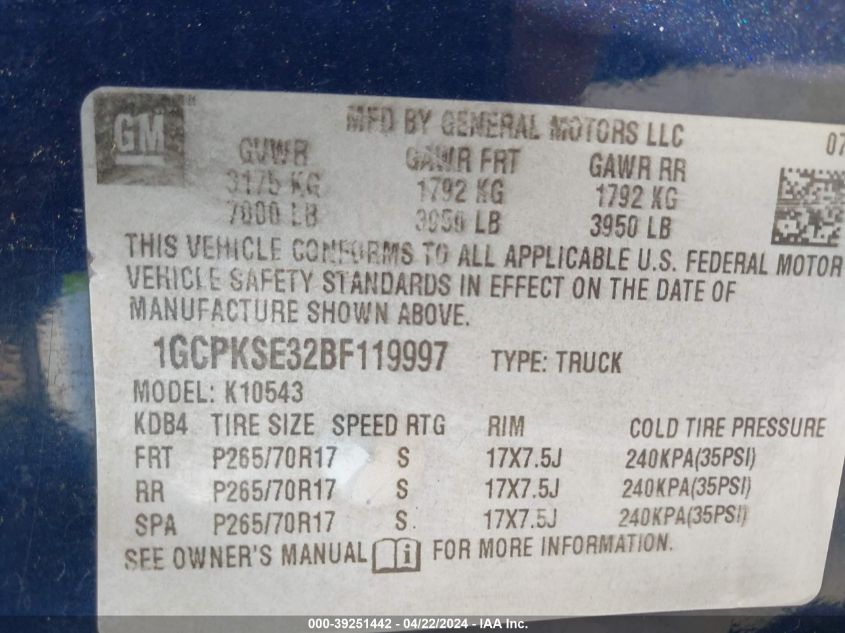 GM
MFD BY GENERAL MOTORS LLC 07
GVWR GAWR FRT GAWR RR
3175 KG 1792 KG 1792 KG
7000 LB 3950 LB 3950 LB
THIS VEHICLE CONFORMS TO ALL APPLICABLE U.S. FEDERAL MOTOR
VEHICLE SAFETY STANDARDS IN EFFECT ON THE DATE OF
MANUFACTURE SHOWN ABOVE.
1GCPKSE32BF119997 TYPE: TRUCK
MODEL: K10543
KDB4 TIRE SIZE SPEED RTG RIM COLD TIRE PRESSURE
FRT P265/70R17 S 17X7.5J 240KPA(35PSI)
RR P265/70R17 S 17X7.5J 240KPA(35PSI)
SPA P265/70R17 S 17X7.5J 240KPA(35PSI)
SEE OWNER'S MANUAL i FOR MORE INFORMATION.
000-39251442 - 04/22/2024 - IAA Inc.